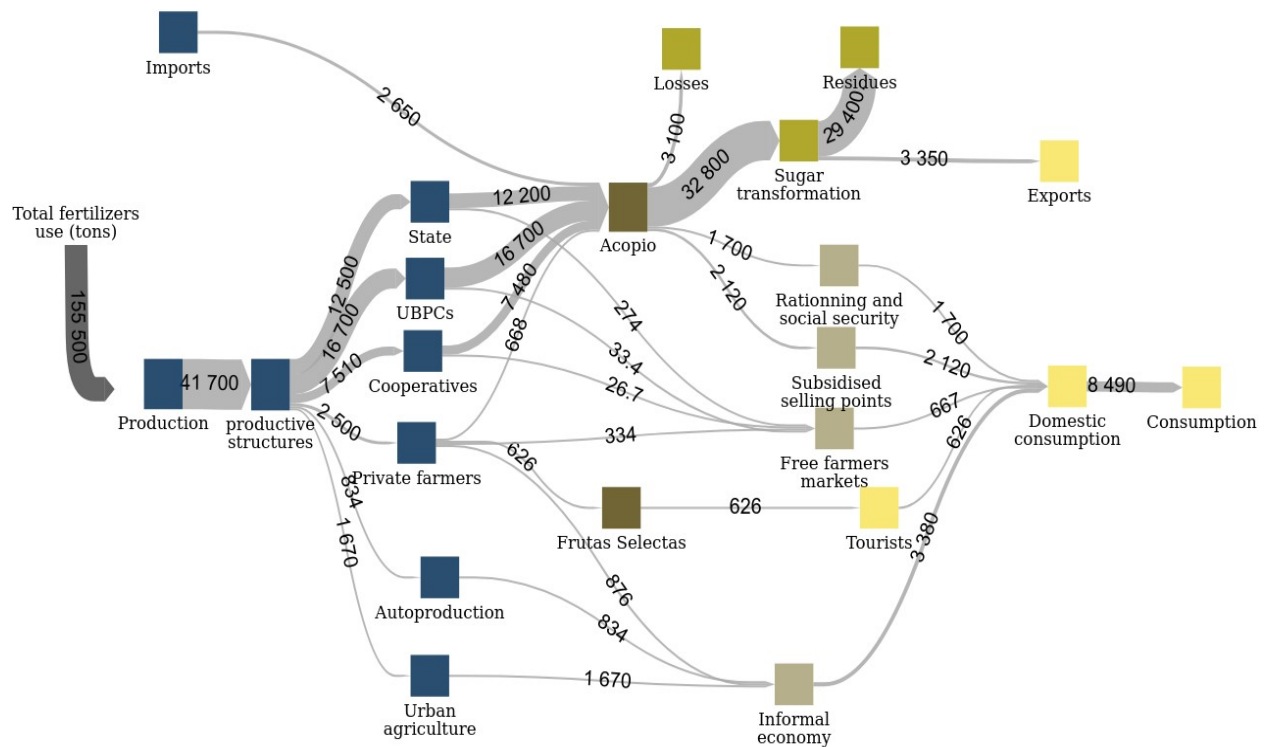 Imports
2 650
Losses
3 100
Residues
29 400
32 800
Sugar
transformation
3 350
Exports
Total fertilizers
use (tons)
155 500
State
12 200
Acopio
12 500
UBPCs
16 700
16 700
7 480
1 700
2 120
Rationning and
social security
1 700
Production
41 700
productive
structures
7 510
Cooperatives
668
274
33.4
26.7
Subsidised
selling points
2 120
Domestic
consumption
8 490
Consumption
2 500
Private farmers
334
Free farmers
markets
667
626
626
Frutas Selectas
626
Tourists
3 380
834
1 670
Autoproduction
876
834
Urban
agriculture
1 670
Informal
economy